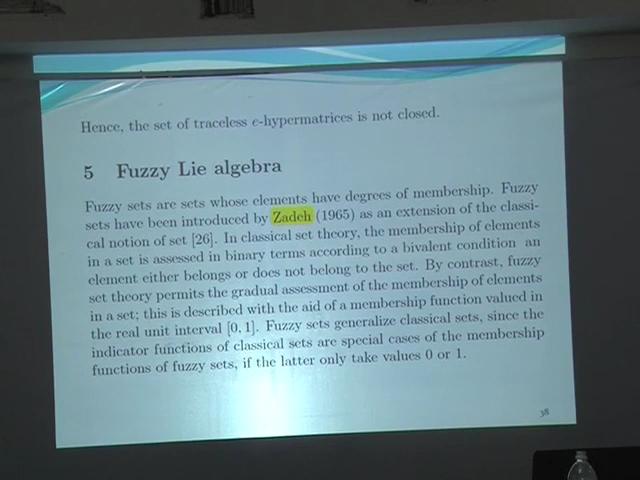 Hence, the set of traceless e-hypermatrices is not closed.
5 Fuzzy Lie algebra
Fuzzy sets are sets whose elements have degrees of membership. Fuzzy
sets have been introduced by Zadeh (1965) as an extension of the classi-
cal notion of set [26]. In classical set theory, the membership of elements
in a set is assessed in binary terms according to a bivalent condition an
element either belongs or does not belong to the set. By contrast, fuzzy
set theory permits the gradual assessment of the membership of elements
in a set; this is described with the aid of a membership function valued in
the real unit interval [0, 1]. Fuzzy sets generalize classical sets, since the
indicator functions of classical sets are special cases of the membership
functions of fuzzy sets, if the latter only take values 0 or 1.
38